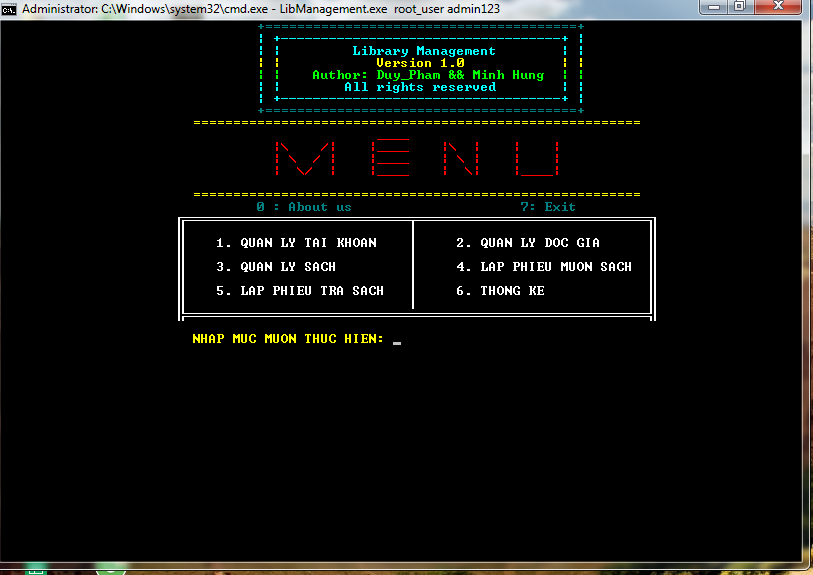 Administrator: C:\Windows\system32\cmd.exe - LibManagement.exe  root_user admin123
Library Management
Version 1.0
Author: Duy_Pham && Minh Hung
All rights reserved
MENU
0 : About us 7: Exit
1. QUAN LY TAI KHOAN 2. QUAN LY DOC GIA
3. QUAN LY SACH 4. LAP PHIEU MUON SACH
5. LAP PHIEU TRA SACH 6. THONG KE
NHAP MUC MUON THUC HIEN: _